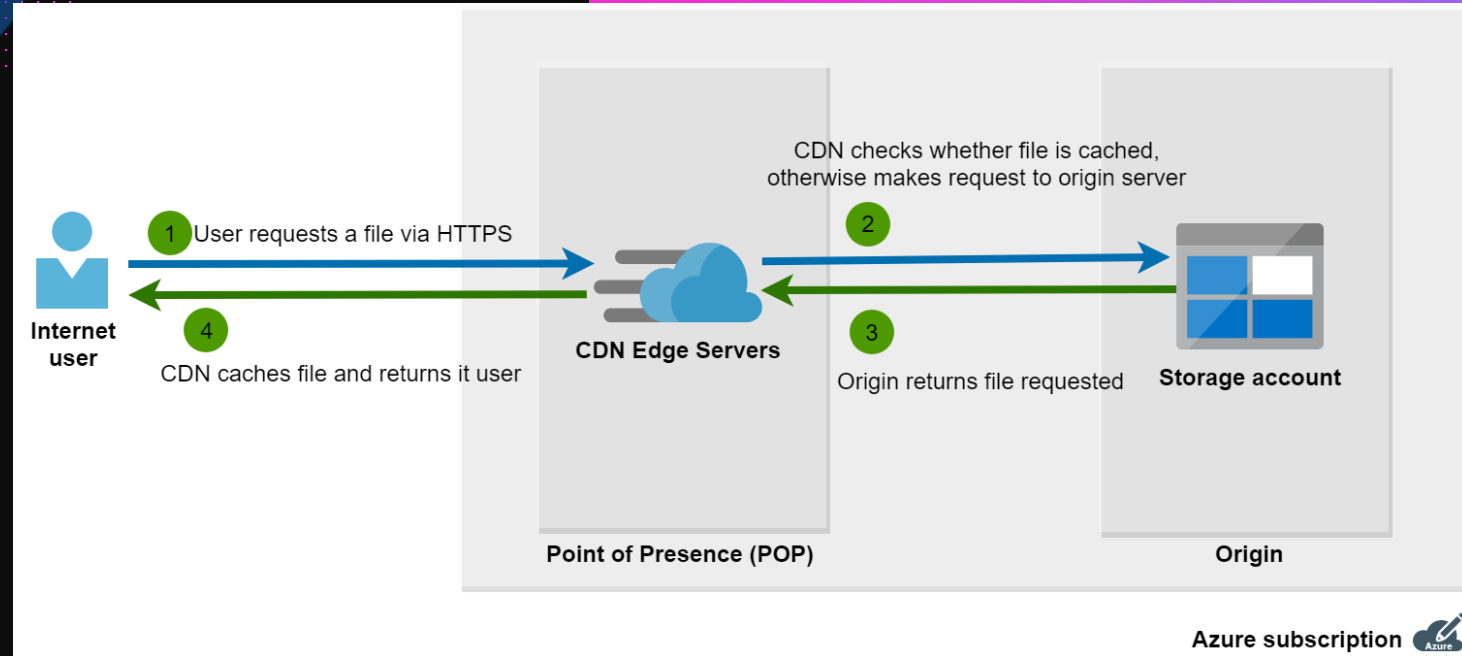 CDN checks whether file is cached,
otherwise makes request to origin server
1 User requests a file via HTTPS
2
4
3
Internet
user
CDN Edge Servers
CDN caches file and returns it user
Origin returns file requested
Storage account
Point of Presence (POP)
Origin
Azure subscription
Azure